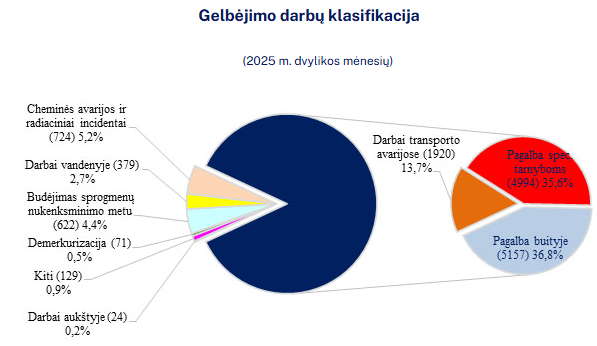 Gelbėjimo darbų klasifikacija
(2025 m. dvylikos mėnesių)
Cheminės avarijos ir
radiaciniai incidentai
(724) 5,2%
Darbai vandenyje (379)
2,7%
Budėjimas sprogmenų
nukenksminimo metu
(622) 4,4%
Demerkurizacija (71)
0,5%
Kiti (129)
0,9%
Darbai aukštyje (24)
0,2%
Darbai transporto
avarijose (1920)
13,7%
Pagalba spec.
tarnyboms
(4994) 35,6%
Pagalba buityje
(5157) 36,8%